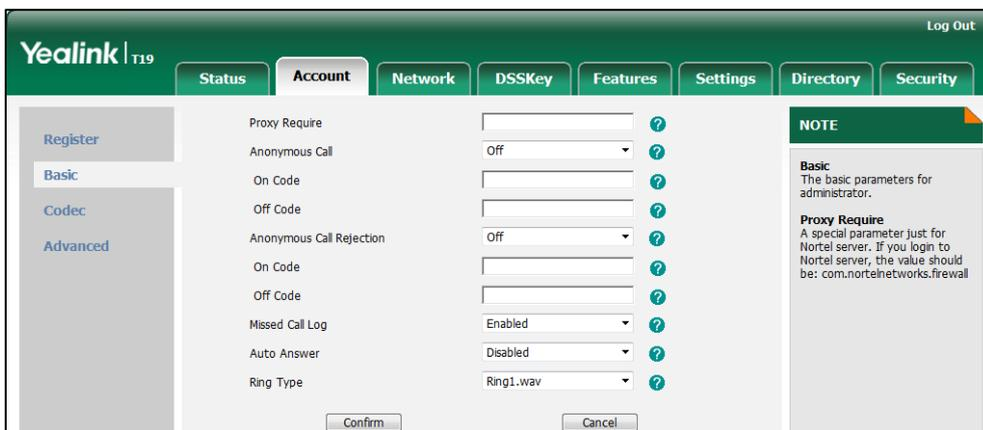 Log Out
Yealink T19
Status Account Network DSSKey Features Settings Directory Security
Register
Basic
Codec
Advanced
Proxy Require ?
Anonymous Call Off ?
On Code ?
Off Code ?
Anonymous Call Rejection Off ?
On Code ?
Off Code ?
Missed Call Log Enabled ?
Auto Answer Disabled ?
Ring Type Ring1.wav ?
Confirm Cancel
NOTE
Basic
The basic parameters for
administrator.
Proxy Require
A special parameter just for
Nortel server. If you login to
Nortel server, the value should
be: com.nortelnetworks.firewall